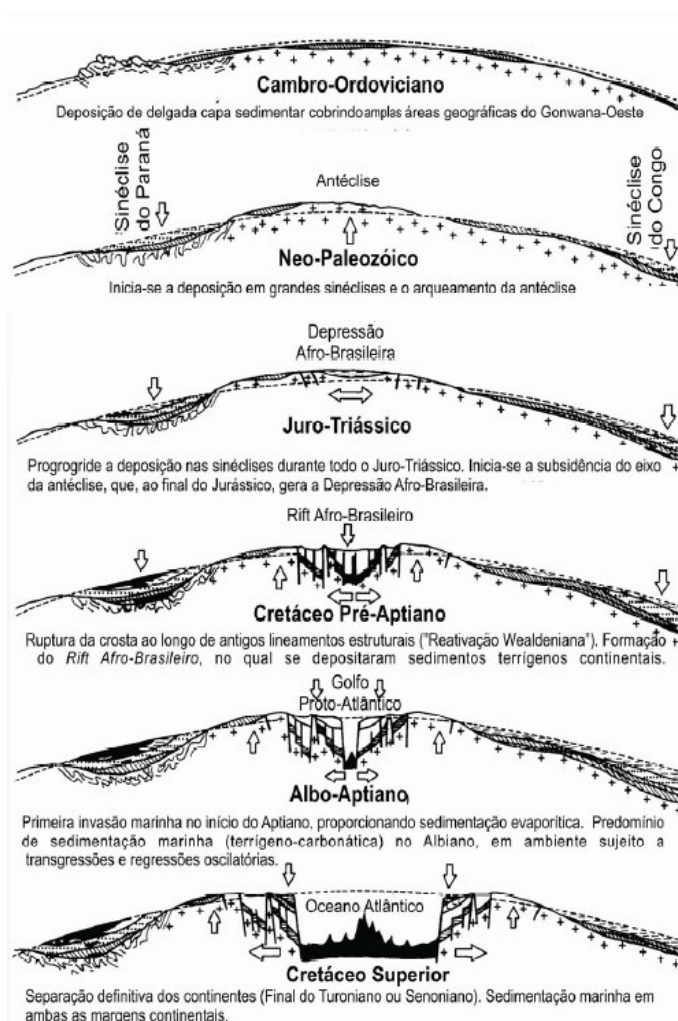 Cambro-Ordoviciano
Deposição de delgada capa sedimentar cobrindo amplas áreas geográficas do Gonwana-Oeste
Sinéclise
do Paraná
Antéclise
Sinéclise
do Congo
Neo-Paleozóico
Inicia-se a deposição em grandes sinéclises e o arqueamento da antéclise
Depressão
Afro-Brasileira
Juro-Triássico
Progrogride a deposição nas sinéclises durante todo o Juro-Triássico. Inicia-se a subsidência do eixo
da antéclise, que, ao final do Jurássico, gera a Depressão Afro-Brasileira.
Rift Afro-Brasileiro
Cretáceo Pré-Aptiano
Ruptura da crosta ao longo de antigos lineamentos estruturais ("Reativação Wealdeniana"). Formação
do Rift Afro-Brasileiro, no qual se depositaram sedimentos terrígenos continentais.
Golfo
Proto-Atlântico
Albo-Aptiano
Primeira invasão marinha no início do Aptiano, proporcionando sedimentação evaporítica. Predomínio
de sedimentação marinha (terrígeno-carbonática) no Albiano, em ambiente sujeito a
transgressões e regressões oscilatórias.
Oceano Atlântico
Cretáceo Superior
Separação definitiva dos continentes (Final do Turoniano ou Senoniano). Sedimentação marinha em
ambas as margens continentais.